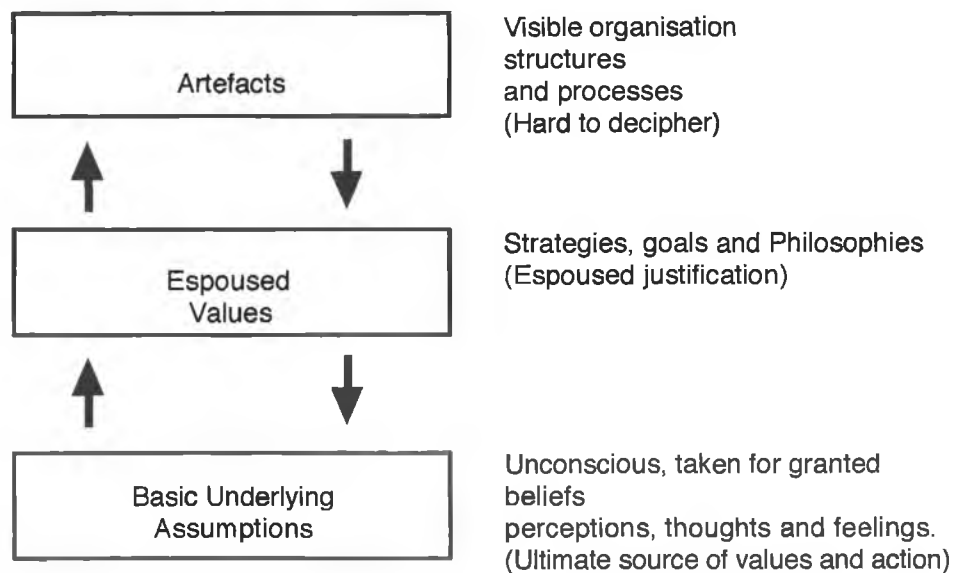 Artefacts
Visible organisation
structures
and processes
(Hard to decipher)
Espoused
Values
Strategies, goals and Philosophies
(Espoused justification)
Basic Underlying
Assumptions
Unconscious, taken for granted
beliefs
perceptions, thoughts and feelings.
(Ultimate source of values and action)